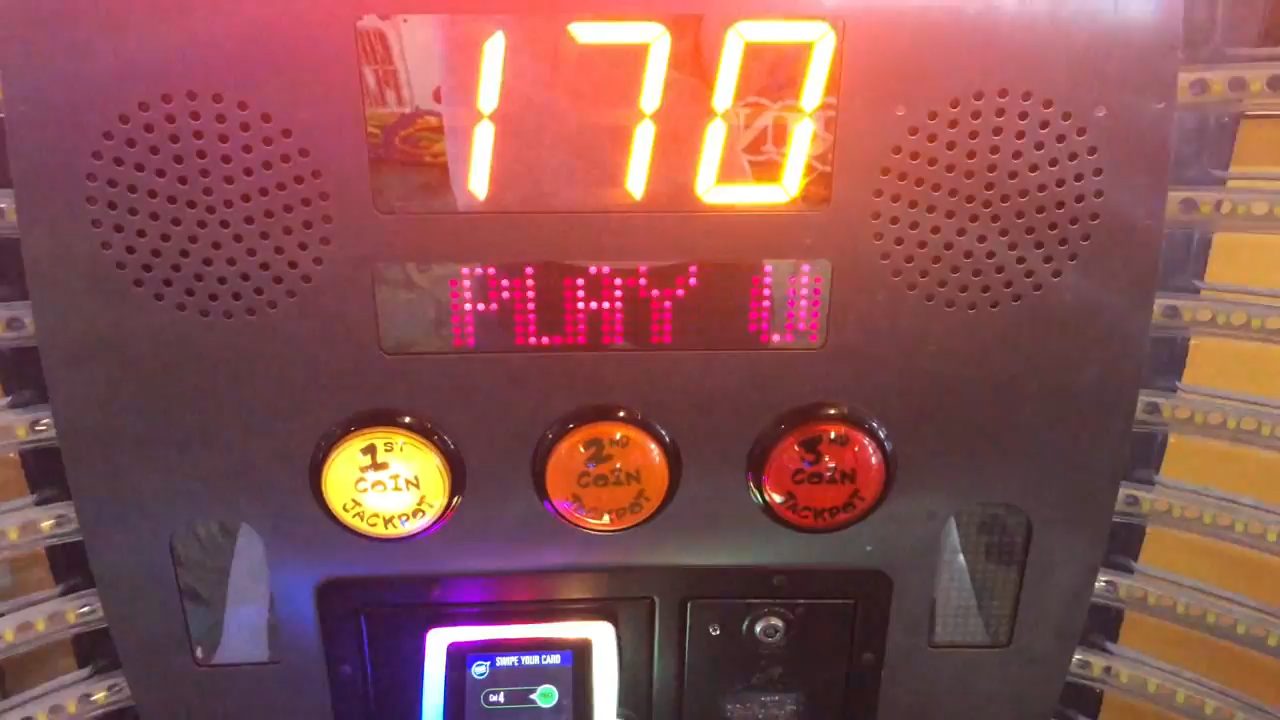 170
PLAY U
1ST COIN JACKPOT
2ND COIN JACKPOT
3RD COIN JACKPOT
SWIPE YOUR CARD